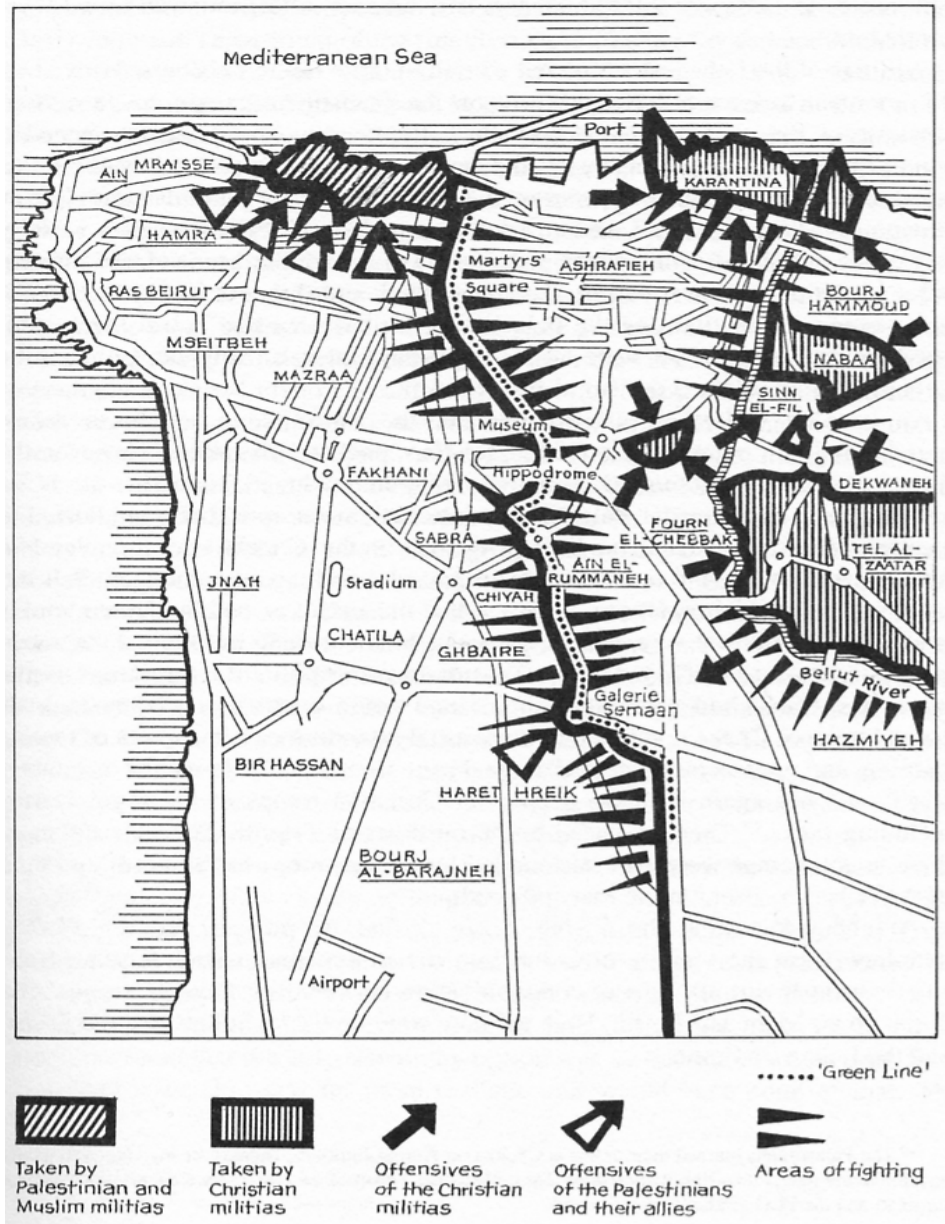 Mediterranean Sea
Port
AIN
MRAISSE
KARANTINA
HAMRA
Martyrs'
Square
ASHRAFIEH
RAS BEIRUT
BOURJ
HAMMOUD
MSEITBEH
NABAA
MAZRAA
SINN
EL-FIL
Museum
FAKHANI
Hippodrome
DEKWANEH
SABRA
FOURN
EL-CHEBBAK
AIN EL-
RUMMANEH
TEL AL-
ZAATAR
JNAH
Stadium
CHIYAH
CHATILA
GHBAIRE
Beirut River
Galerie
Semaan
HAZMIYEH
BIR HASSAN
HARET HREIK
BOURJ
AL-BARAJNEH
Airport
'Green Line'
Taken by
Palestinian and
Muslim militias
Taken by
Christian
militias
Offensives
of the Christian
militias
Offensives
of the Palestinians
and their allies
Areas of fighting